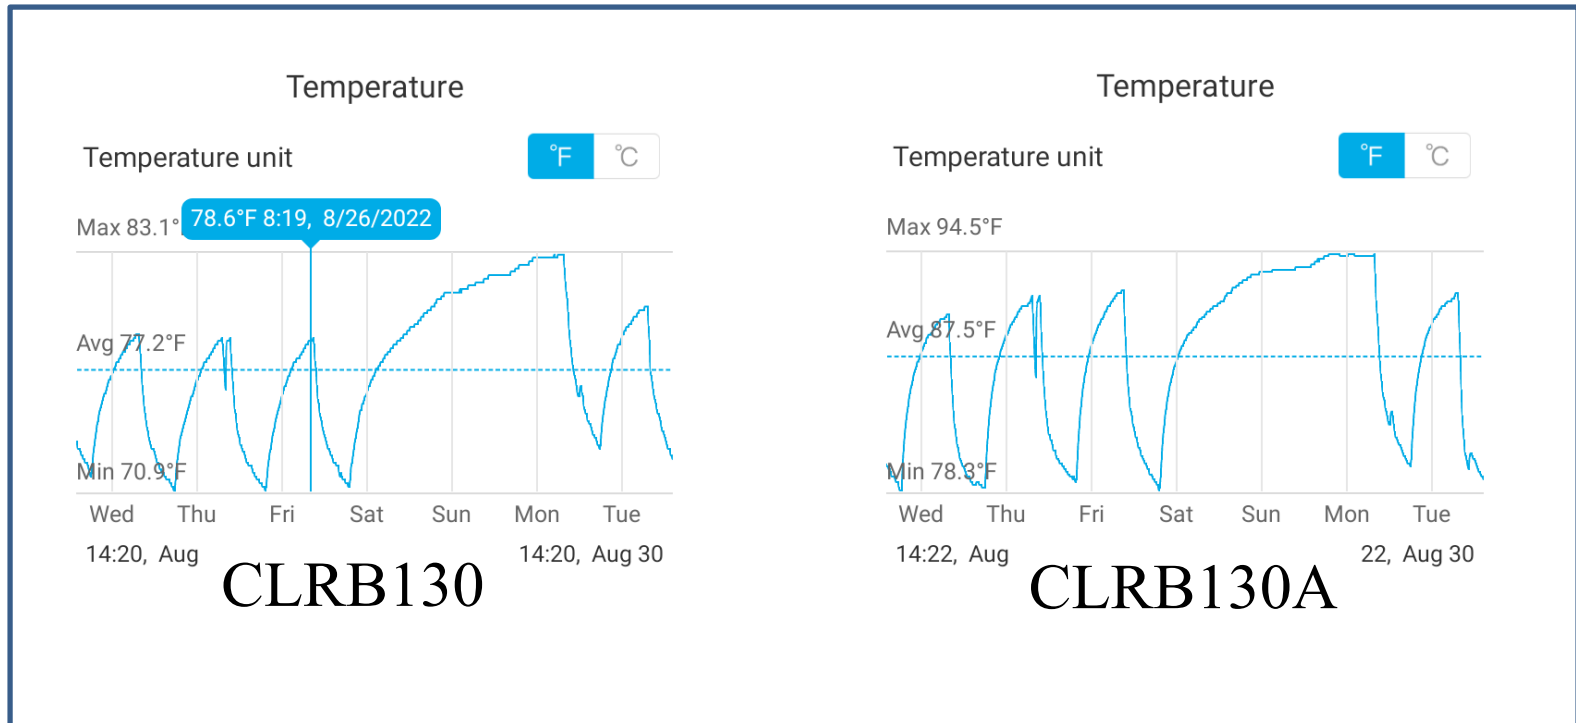 Temperature
Temperature unit
°F
°C
Max 83.1°
78.6°F 8:19, 8/26/2022
Avg 77.2°F
Min 70.9°F
Wed Thu Fri Sat Sun Mon Tue
14:20, Aug
14:20, Aug 30
CLRB130
Temperature
Temperature unit
°F
°C
Max 94.5°F
Avg 87.5°F
Min 78.3°F
Wed Thu Fri Sat Sun Mon Tue
14:22, Aug
22, Aug 30
CLRB130A